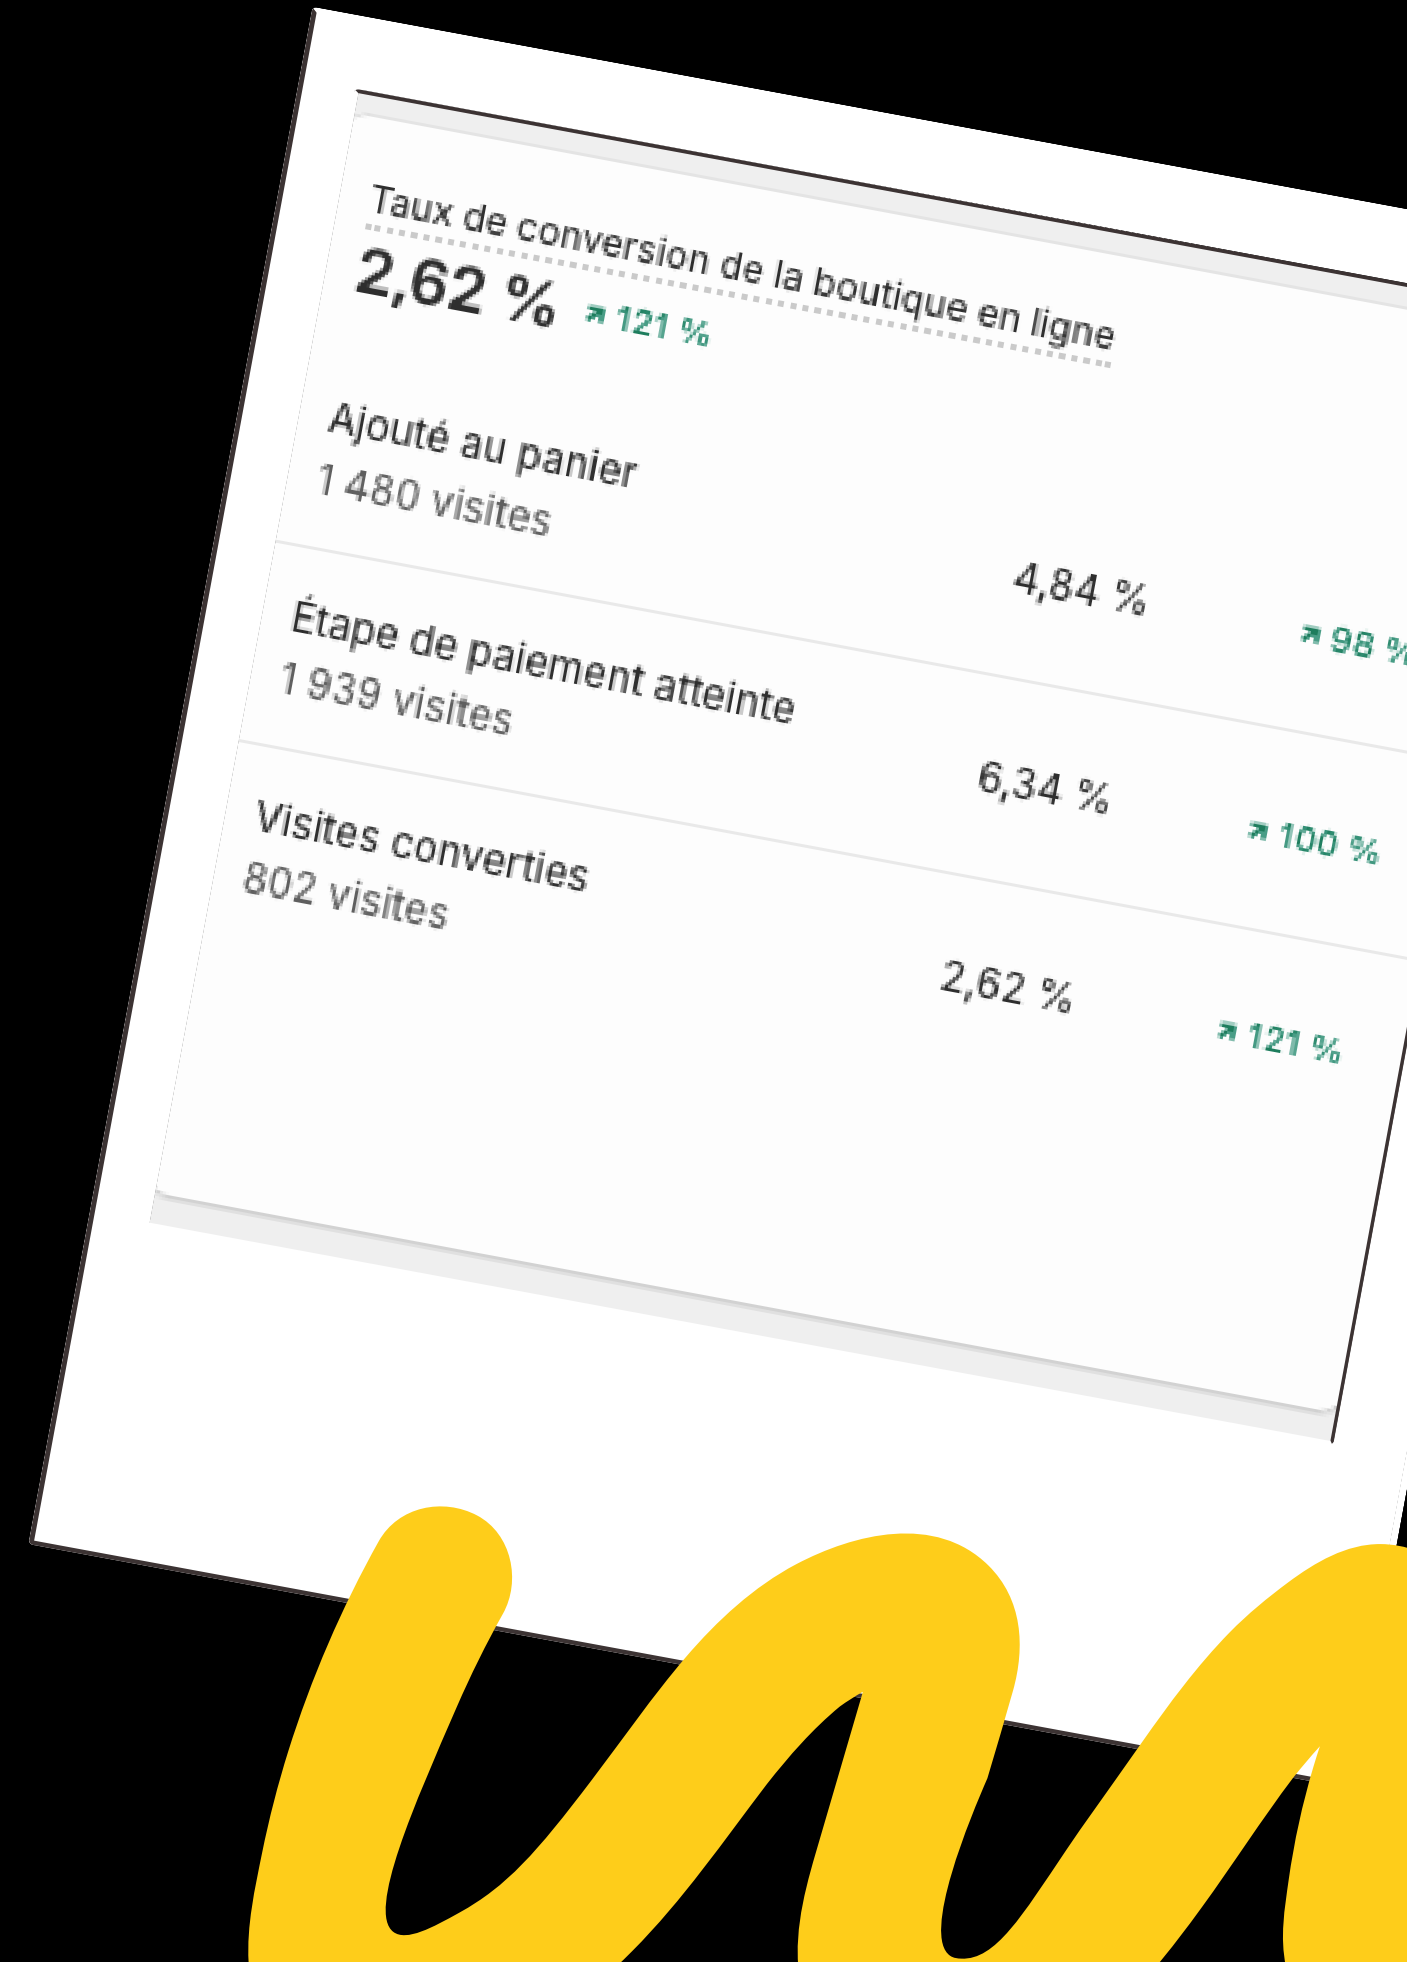 Taux de conversion de la boutique en ligne
2,62 % 121 %
Ajouté au panier
1 480 visites
4,84 % 98 %
Étape de paiement atteinte
1 939 visites
6,34 % 100 %
Visites converties
802 visites
2,62 % 121 %